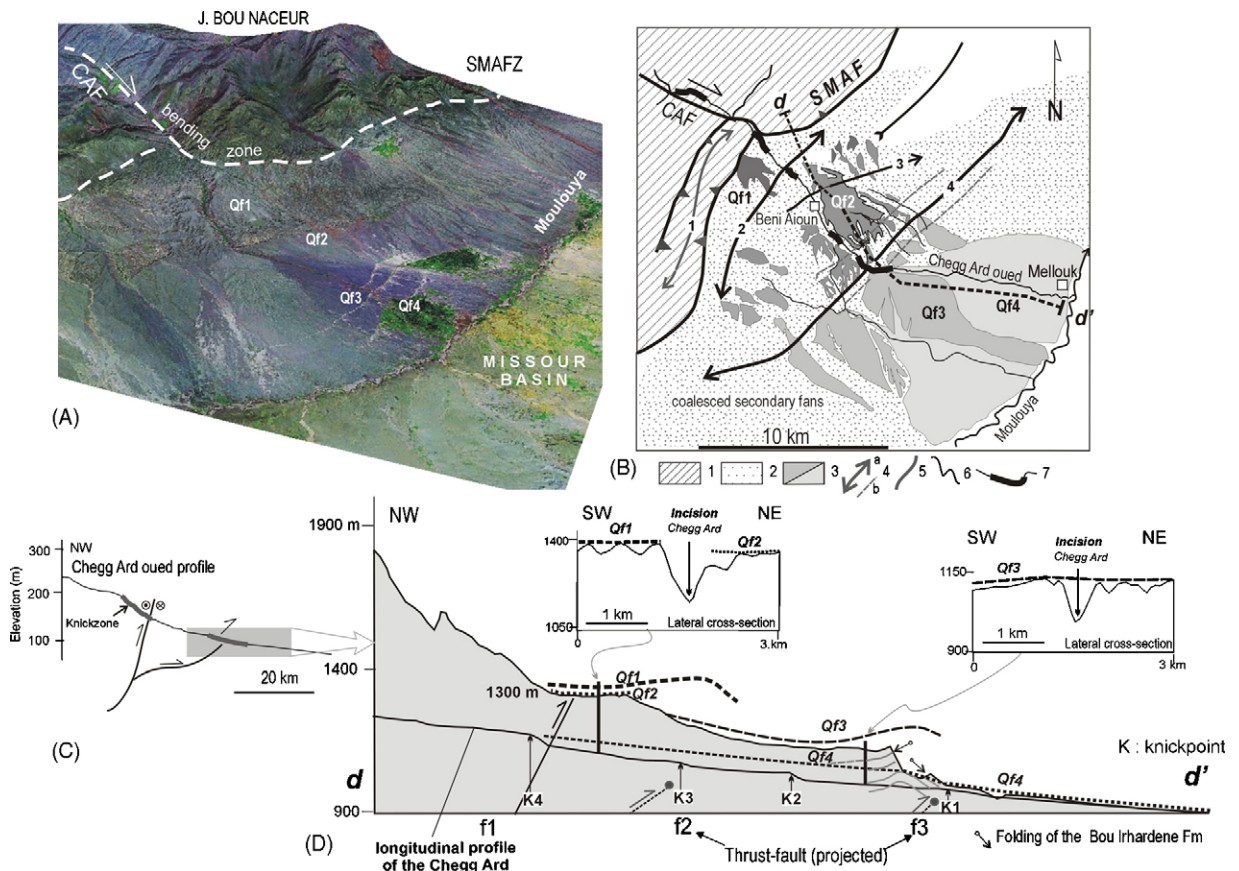 J. BOU NACEUR
SMAFZ
CAF
bending
zone
Qf1
Qf2
Qf3
Qf4
Moulouya
MISSOUR
BASIN
(A)
CAF
SMAF
d
N
Qf1
Qf2
Beni Aioun
1
2
3
4
Chegg Ard oued
Mellouk
Qf3
Qf4
d'
coalesced secondary fans
Moulouya
10 km
(B)
1
2
3
a
b
4
5
6
7
NW
Chegg Ard oued profile
Elevation (m)
300
200
100
Knickzone
20 km
(C)
1900 m
NW
1400
1300 m
900
d
d'
Qf1
Qf2
Qf3
Qf4
Qf4
K4
K3
K2
K1
K : knickpoint
f1
f2
f3
longitudinal profile
of the Chegg Ard
Thrust-fault (projected)
Folding of the Bou Irhardene Fm
(D)
SW
Incision
Chegg Ard
NE
Qf1
Qf2
1400
1050
1 km
Lateral cross-section
0
3 km
SW
Incision
Chegg Ard
NE
Qf3
1150
900
1 km
Lateral cross-section
0
3 km